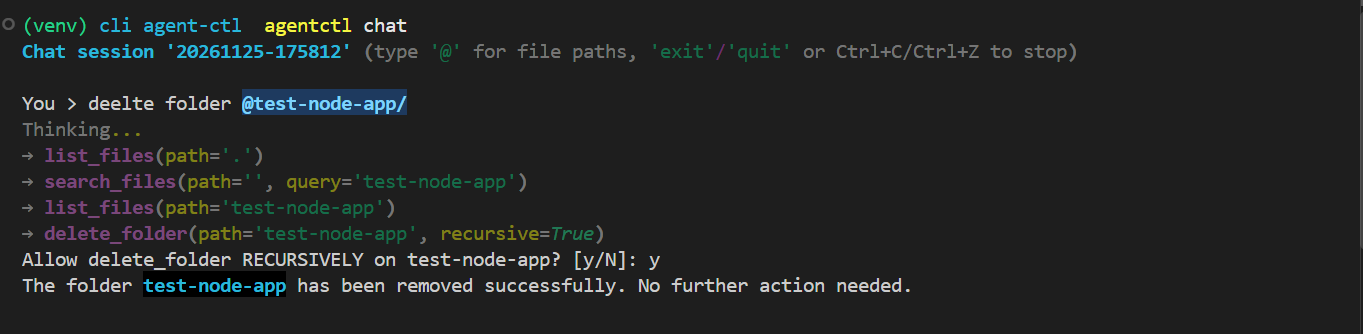 (venv) cli agent-ctl agentctl chat
Chat session '20261125-175812' (type '@' for file paths, 'exit'/'quit' or Ctrl+C/Ctrl+Z to stop)
You > deelte folder @test-node-app/
Thinking...
→ list_files(path='.')
→ search_files(path='', query='test-node-app')
→ list_files(path='test-node-app')
→ delete_folder(path='test-node-app', recursive=True)
Allow delete_folder RECURSIVELY on test-node-app? [y/N]: y
The folder test-node-app has been removed successfully. No further action needed.